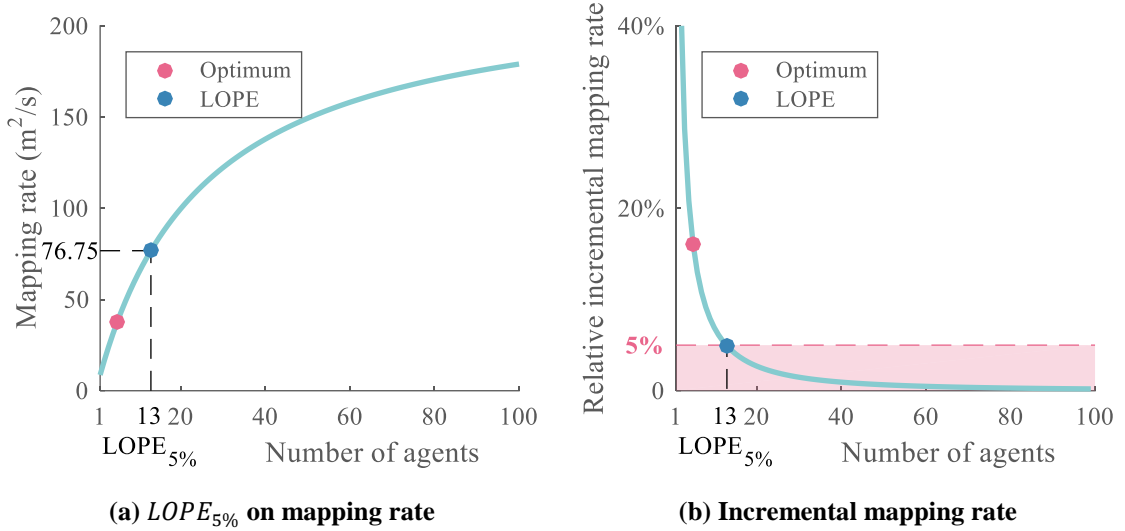 Mapping rate (m²/s)
200
150
100
76.75
50
0
Optimum
LOPE
1 13 20 40 60 80 100
LOPE5%
Number of agents
(a) LOPE5% on mapping rate
Relative incremental mapping rate
40%
20%
5%
0
Optimum
LOPE
1 13 20 40 60 80 100
LOPE5%
Number of agents
(b) Incremental mapping rate